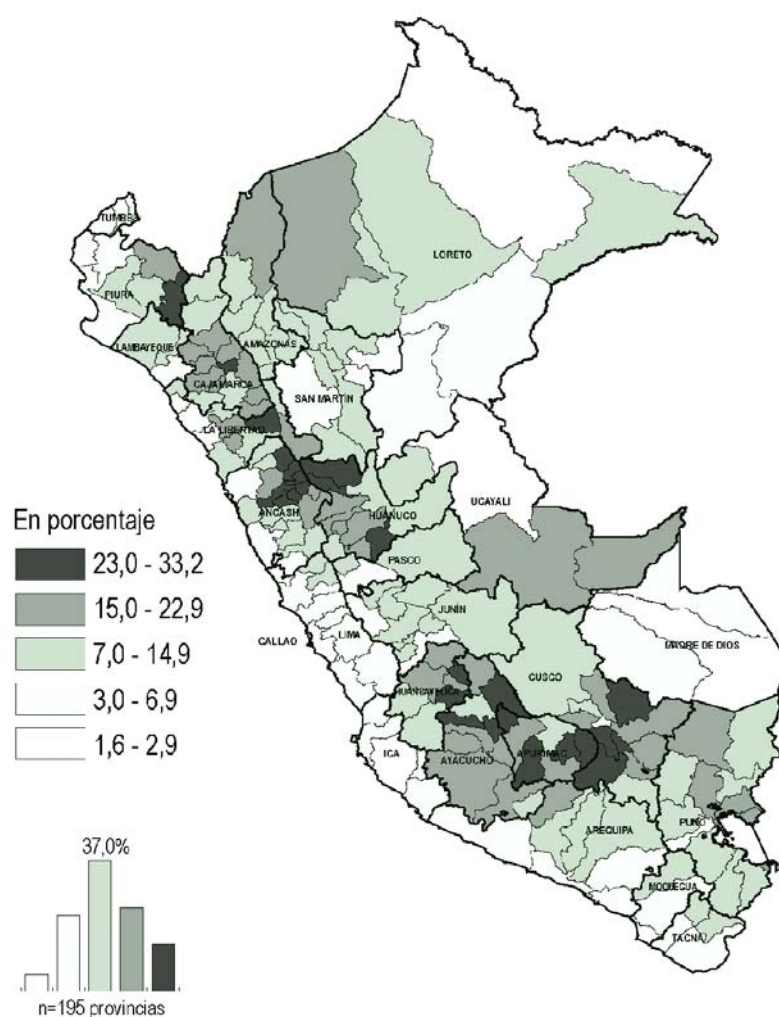 TUMBES
LORETO
PIURA
LAMBAYEQUE
AMAZONAS
CAJAMARCA
SAN MARTIN
LA LIBERTAD
UCAYALI
En porcentaje
ANCASH
HUÁNUCO
23,0 - 33,2
PASCO
15,0 - 22,9
JUNÍN
7,0 - 14,9
CALLAO
LIMA
MADRE DE DIOS
CUSCO
3,0 - 6,9
HUANCAVELICA
1,6 - 2,9
ICA
AYACUCHO
APURIMAC
PUNO
AREQUIPA
37,0%
MOQUEGUA
TACNA
n=195 provincias